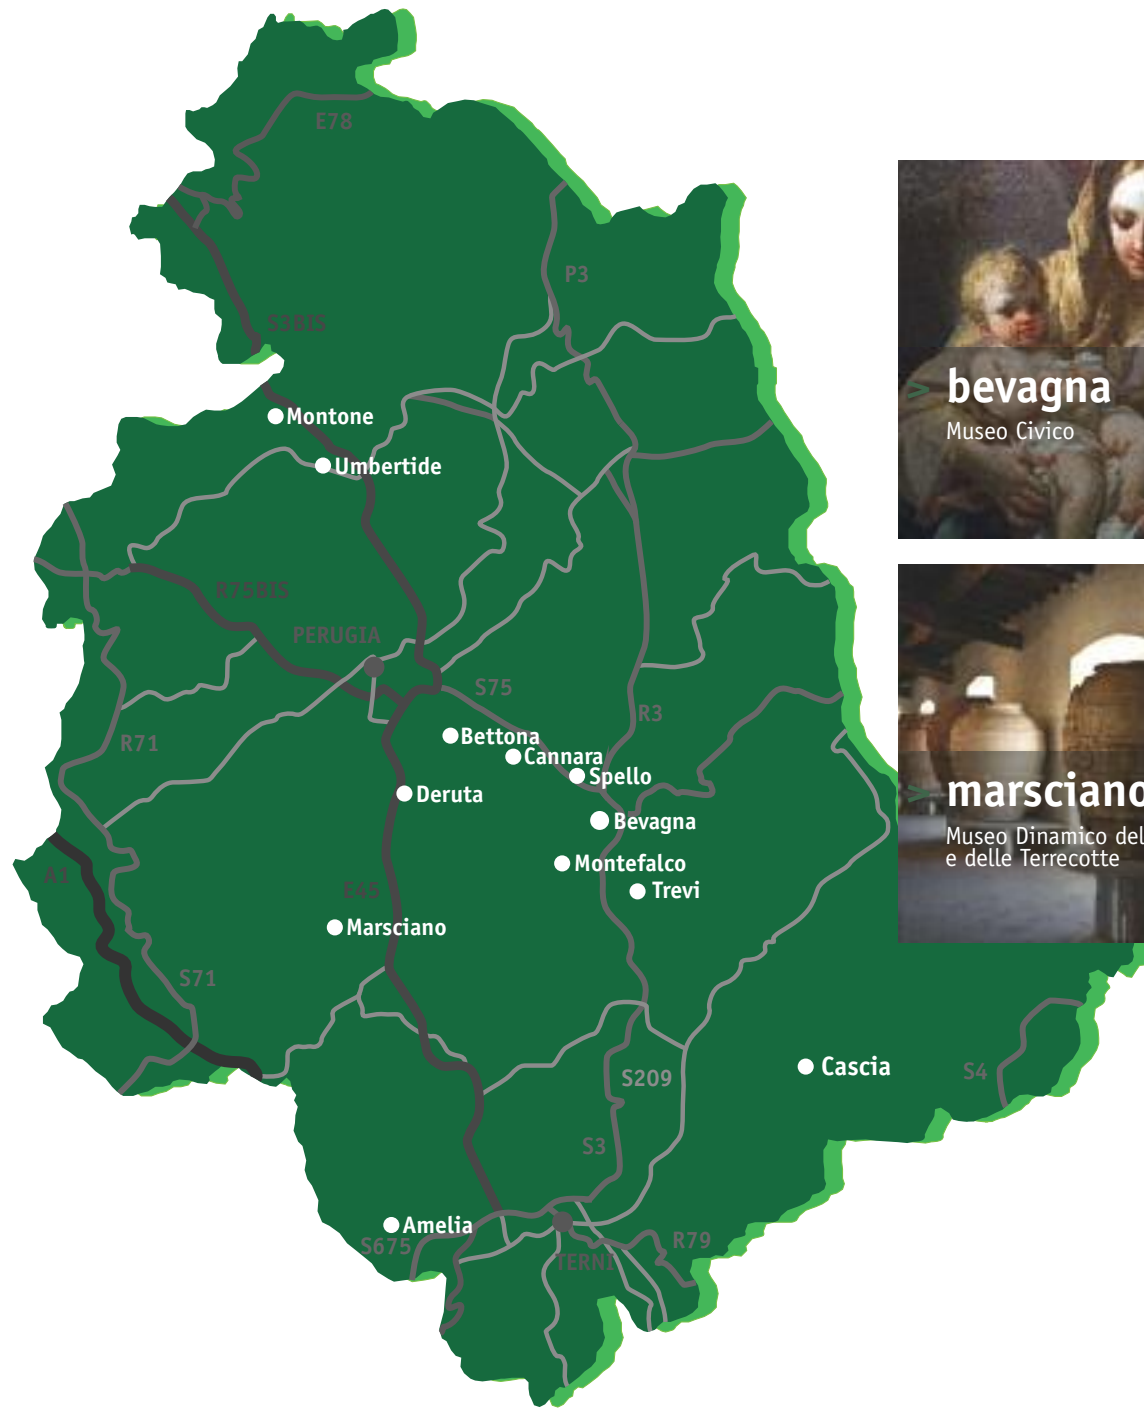 E78
P3
S3BIS
Montone
Umbertide
> bevagna
Museo Civico
R75BIS
PERUGIA
S75
R3
R71
Bettona
Cannara
Spello
Deruta
Bevagna
> marsciano
Museo Dinamico del
e delle Terrecotte
Montefalco
A1
E45
Trevi
Marsciano
S71
Cascia
S4
S209
S3
Amelia
S675
R79
TERNI